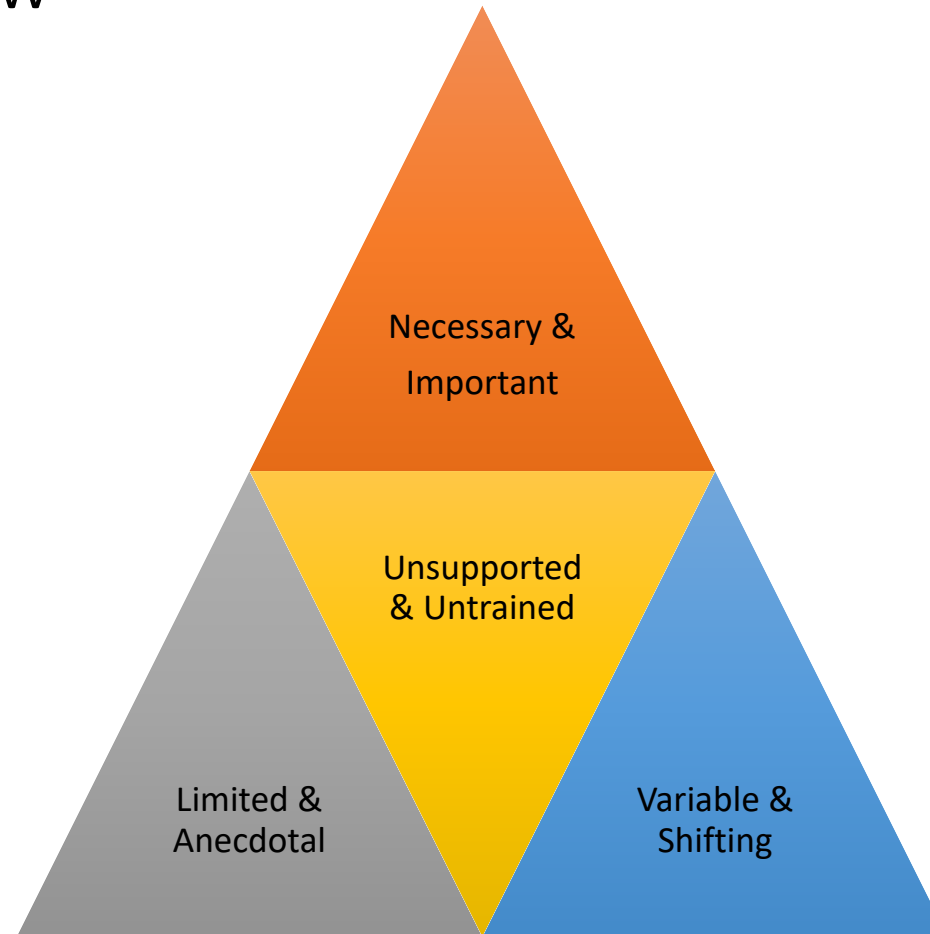 Necessary &
Important
Unsupported
& Untrained
Limited &
Anecdotal
Variable &
Shifting